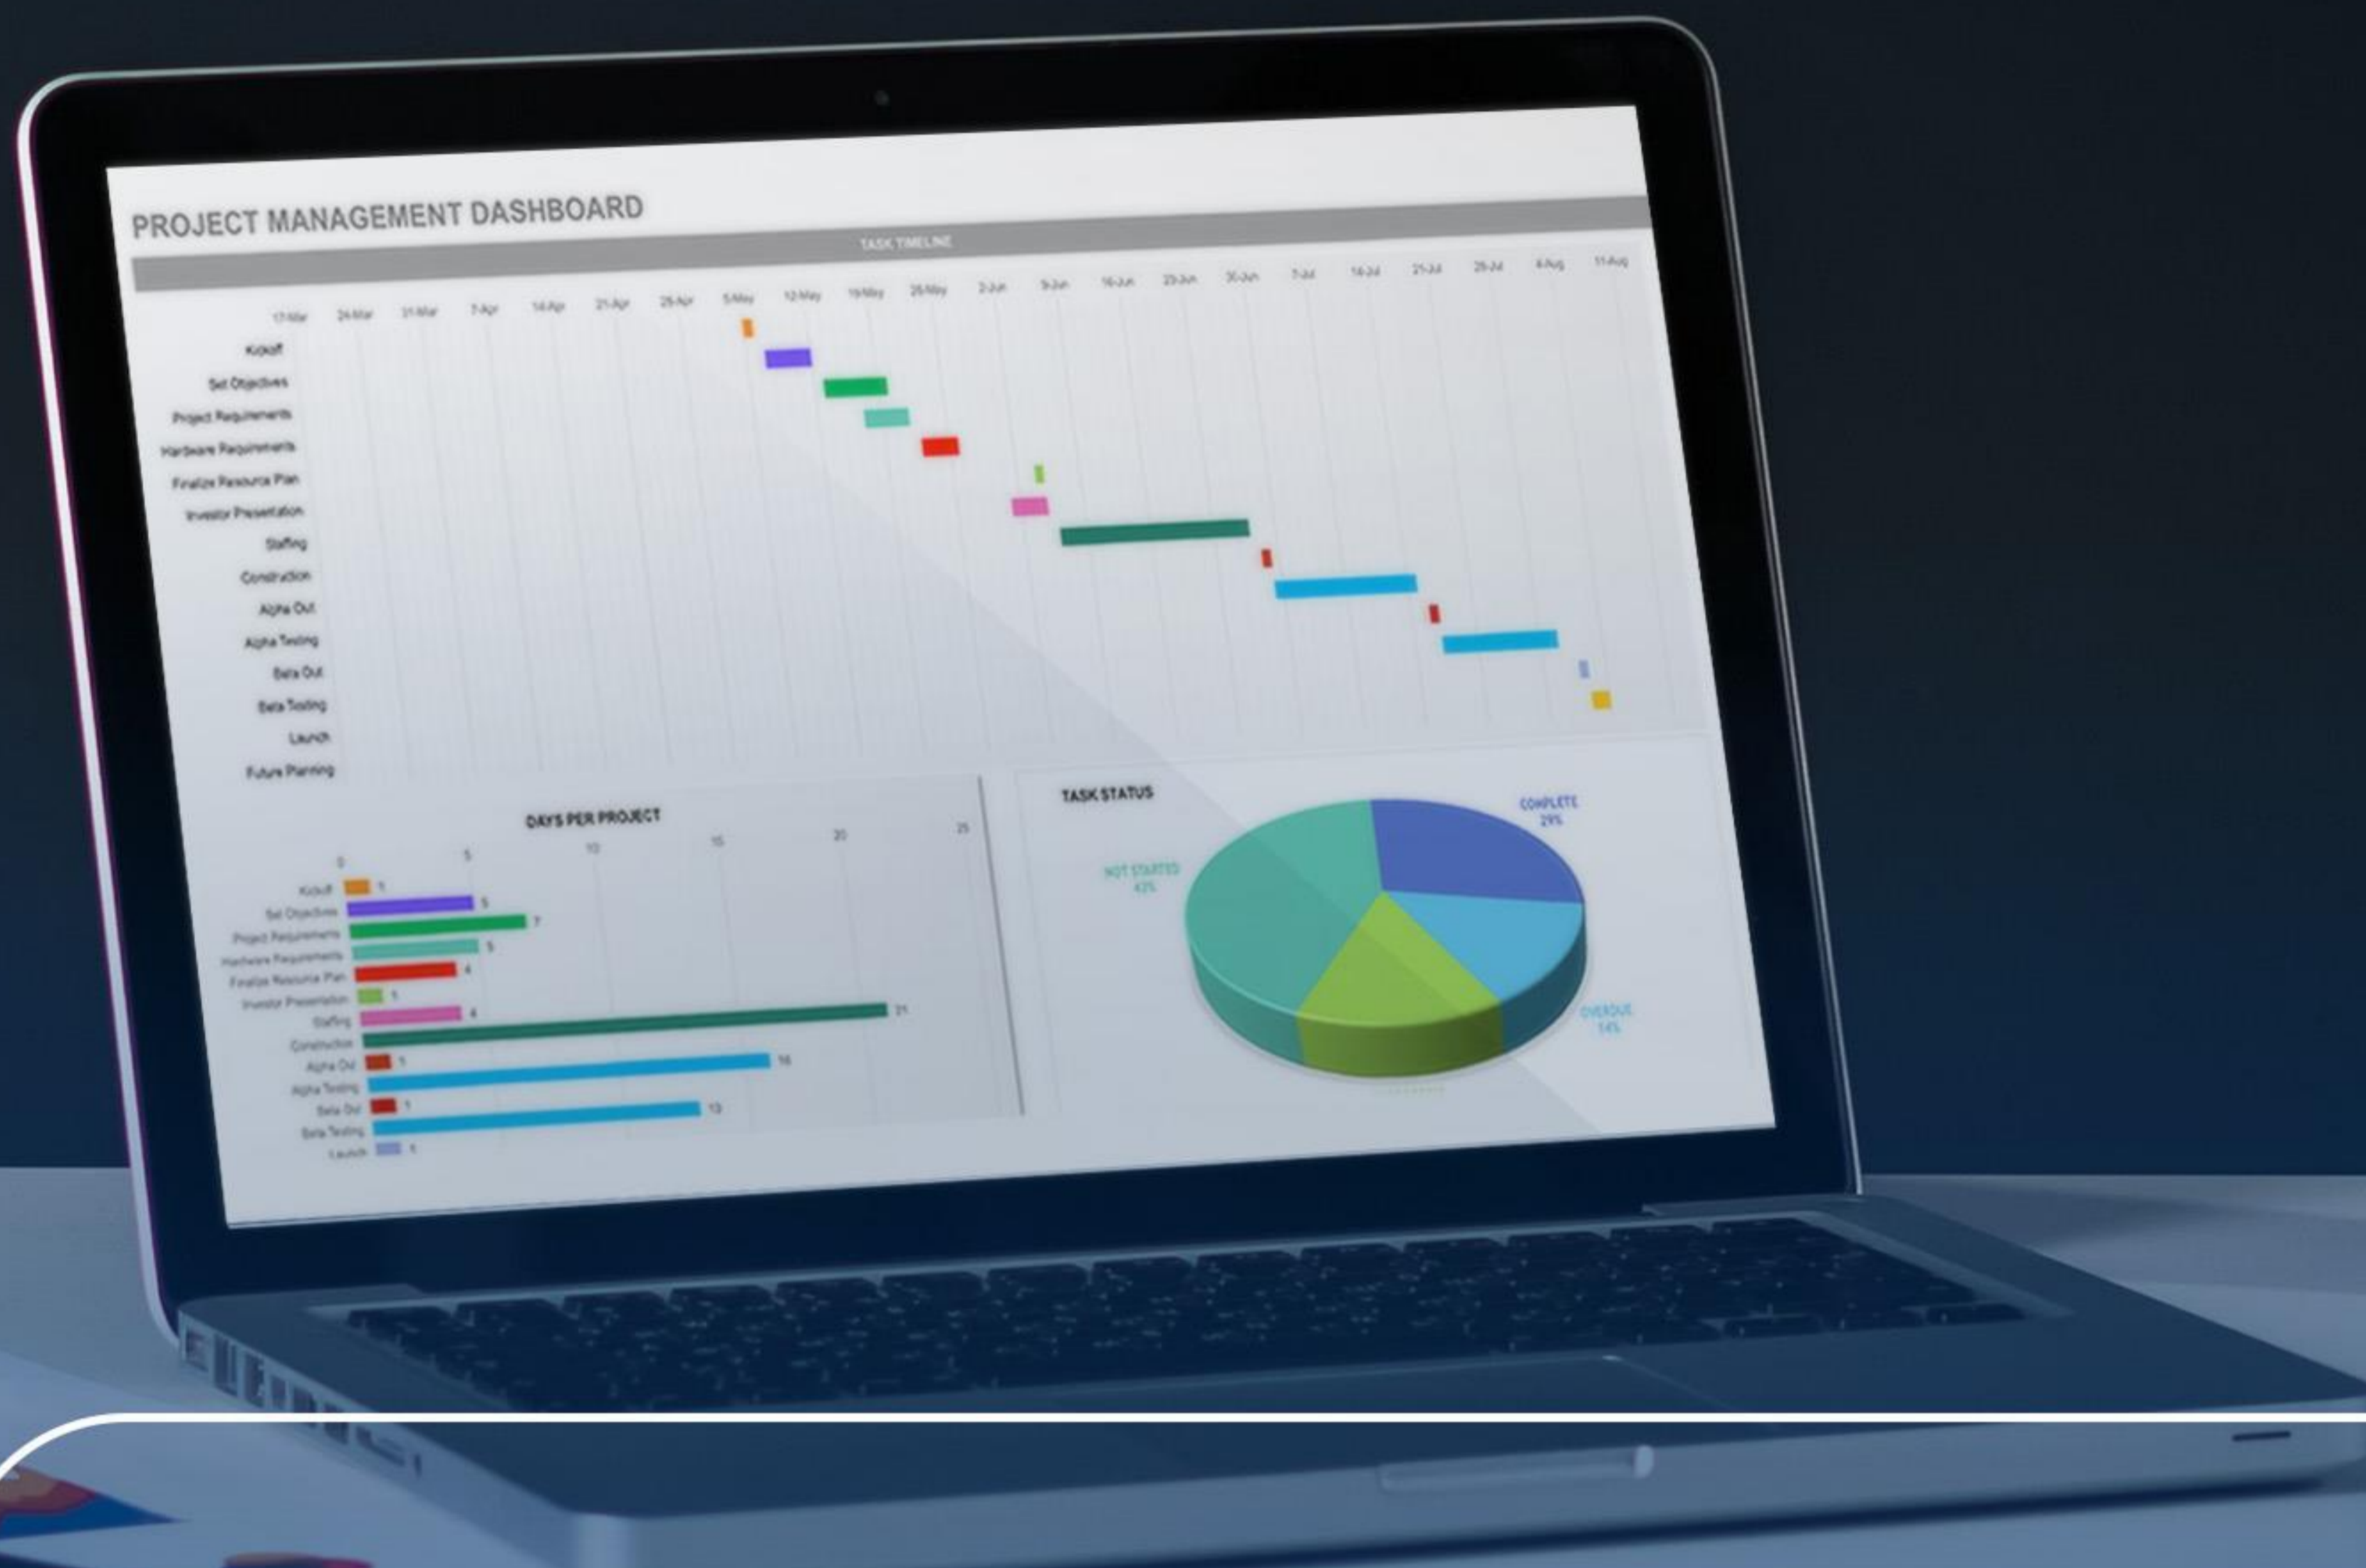 PROJECT MANAGEMENT DASHBOARD
TASK TIMELINE
17-Mar 24-Mar 31-Mar 7-Apr 14-Apr 21-Apr 28-Apr 5-May 12-May 19-May 26-May 2-Jun 9-Jun 16-Jun 23-Jun 30-Jun 7-Jul 14-Jul 21-Jul 28-Jul 4-Aug 11-Aug
Kickoff
Set Objectives
Project Requirements
Hardware Requirements
Finalize Resource Plan
Investor Presentation
Staffing
Construction
Alpha Out
Alpha Testing
Beta Out
Beta Testing
Launch
Future Planning
DAYS PER PROJECT
0 5 10 15 20 25
Kickoff 1
Set Objectives 5
Project Requirements 7
Hardware Requirements 5
Finalize Resource Plan 4
Investor Presentation 1
Staffing 4
Construction 21
Alpha Out 1
Alpha Testing 16
Beta Out 1
Beta Testing 13
Launch 1
TASK STATUS
COMPLETE
29%
NOT STARTED
43%
OVERDUE
14%